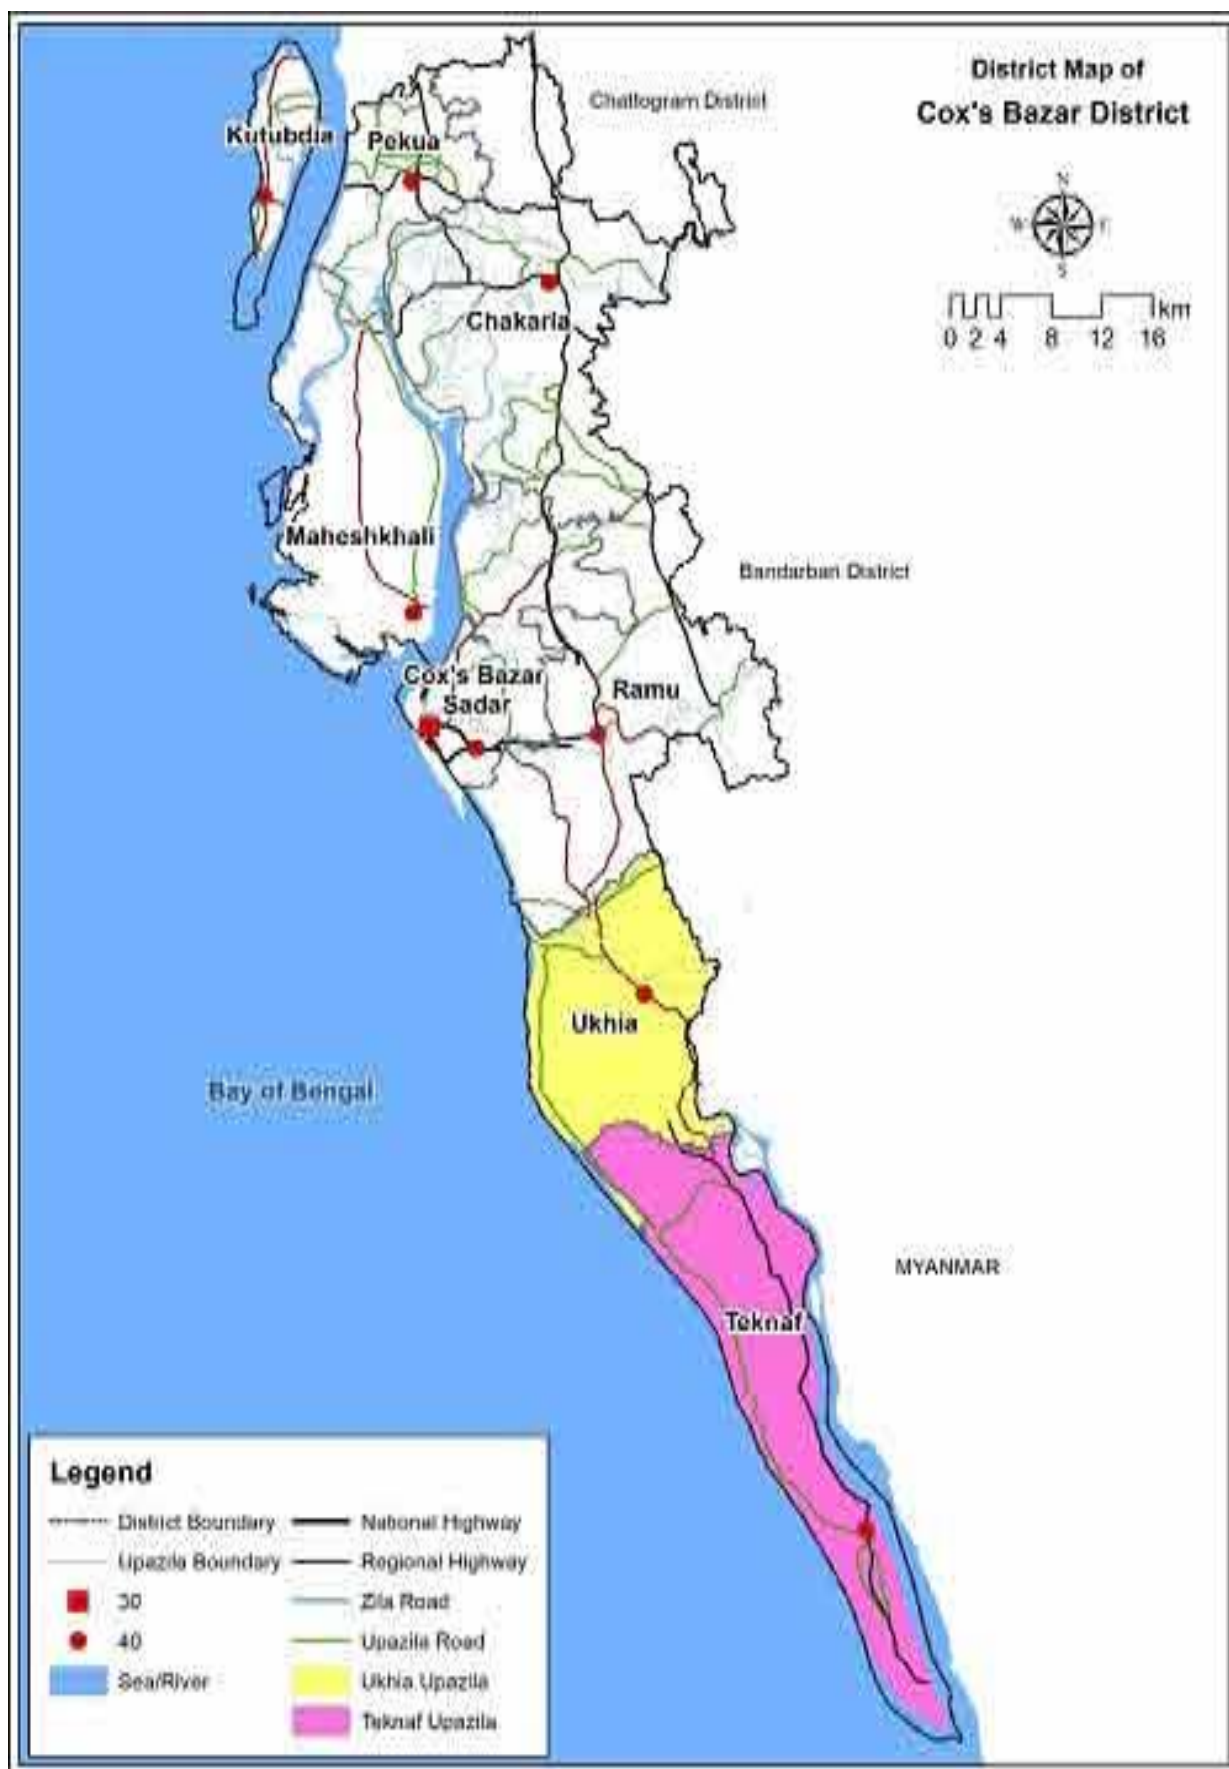 District Map of
Cox's Bazar District
Chattogram District
Kutubdia
Pekua
N
W E
S
km
0 2 4 8 12 16
Chakaria
Maheshkhali
Bandarban District
Cox's Bazar
Sadar
Ramu
Ukhia
Bay of Bengal
MYANMAR
Teknaf
Legend
District Boundary
Upazila Boundary
30
40
Sea/River
National Highway
Regional Highway
Zila Road
Upazila Road
Ukhia Upazila
Teknaf Upazila